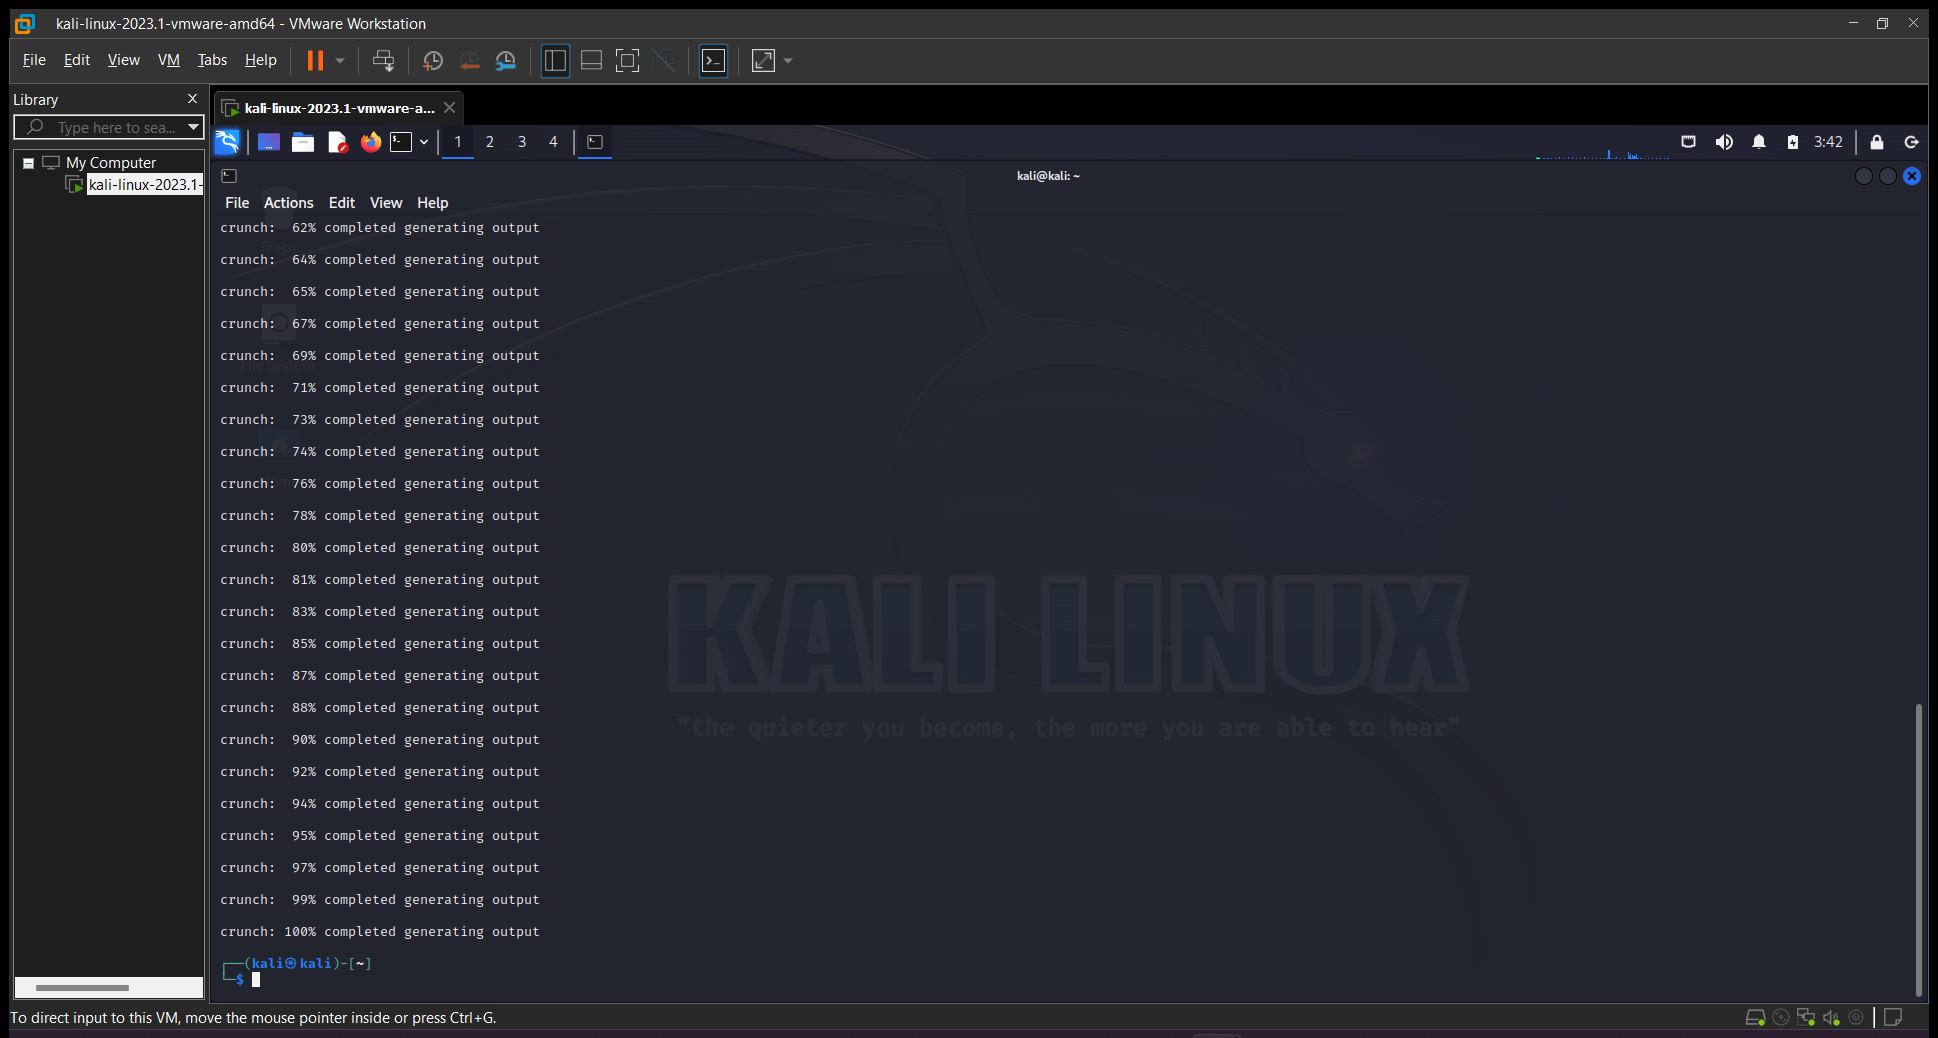 kali-linux-2023.1-vmware-amd64 - VMware Workstation
File Edit View VM Tabs Help
Library
Type here to sea...
My Computer
kali-linux-2023.1-
kali-linux-2023.1-vmware-a...
1 2 3 4
3:42
kali@kali: ~
File Actions Edit View Help
Trash
File System
crunch: 62% completed generating output
crunch: 64% completed generating output
crunch: 65% completed generating output
crunch: 67% completed generating output
crunch: 69% completed generating output
crunch: 71% completed generating output
crunch: 73% completed generating output
crunch: 74% completed generating output
crunch: 76% completed generating output
crunch: 78% completed generating output
crunch: 80% completed generating output
crunch: 81% completed generating output
crunch: 83% completed generating output
crunch: 85% completed generating output
crunch: 87% completed generating output
crunch: 88% completed generating output
crunch: 90% completed generating output
crunch: 92% completed generating output
crunch: 94% completed generating output
crunch: 95% completed generating output
crunch: 97% completed generating output
crunch: 99% completed generating output
crunch: 100% completed generating output
┌──(kali㉿kali)-[~]
└─$
KALI LINUX
"the quieter you become, the more you are able to hear"
To direct input to this VM, move the mouse pointer inside or press Ctrl+G.